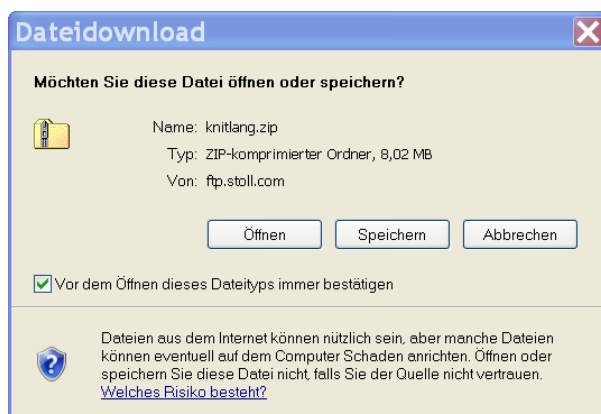 Dateidownload
Möchten Sie diese Datei öffnen oder speichern?
Name: knitlang.zip
Typ: ZIP-komprimierter Ordner, 8,02 MB
Von: ftp.stoll.com
Öffnen Speichern Abbrechen
Vor dem Öffnen dieses Dateityps immer bestätigen
Dateien aus dem Internet können nützlich sein, aber manche Dateien
können eventuell auf dem Computer Schaden anrichten. Öffnen oder
speichern Sie diese Datei nicht, falls Sie der Quelle nicht vertrauen.
Welches Risiko besteht?